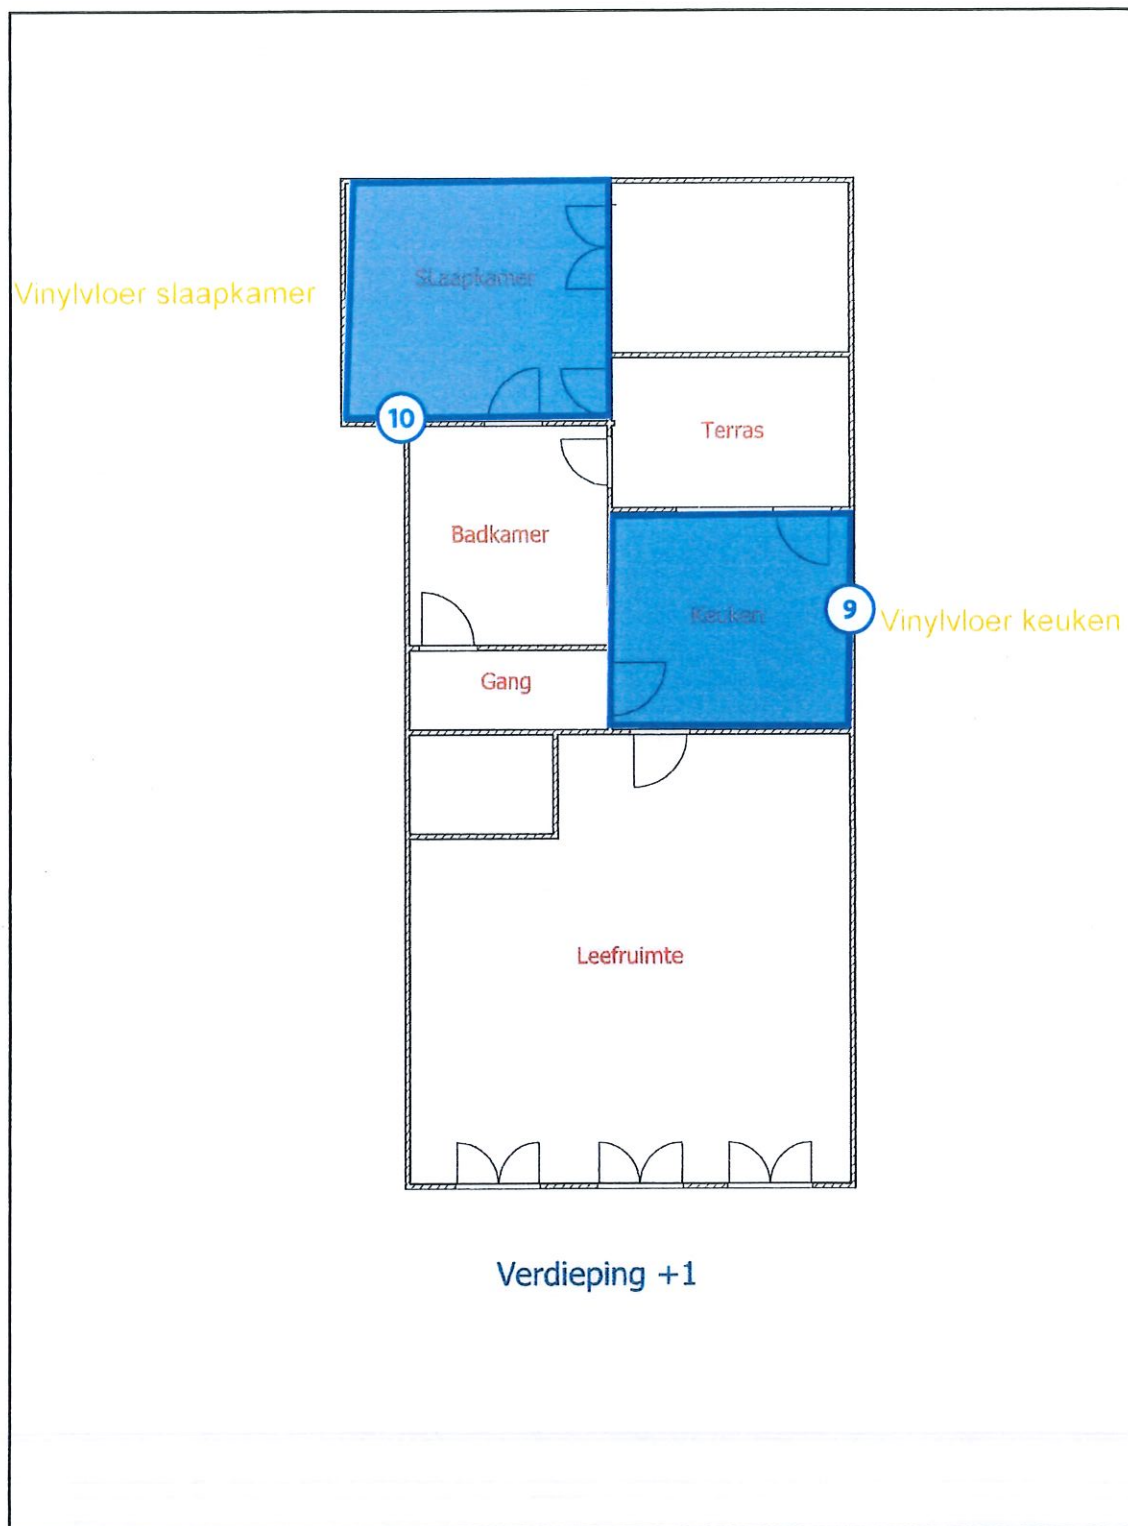 Slaapkamer
Vinylvloer slaapkamer
10
Terras
Badkamer
Keuken
9
Vinylvloer keuken
Gang
Leefruimte
Verdieping +1